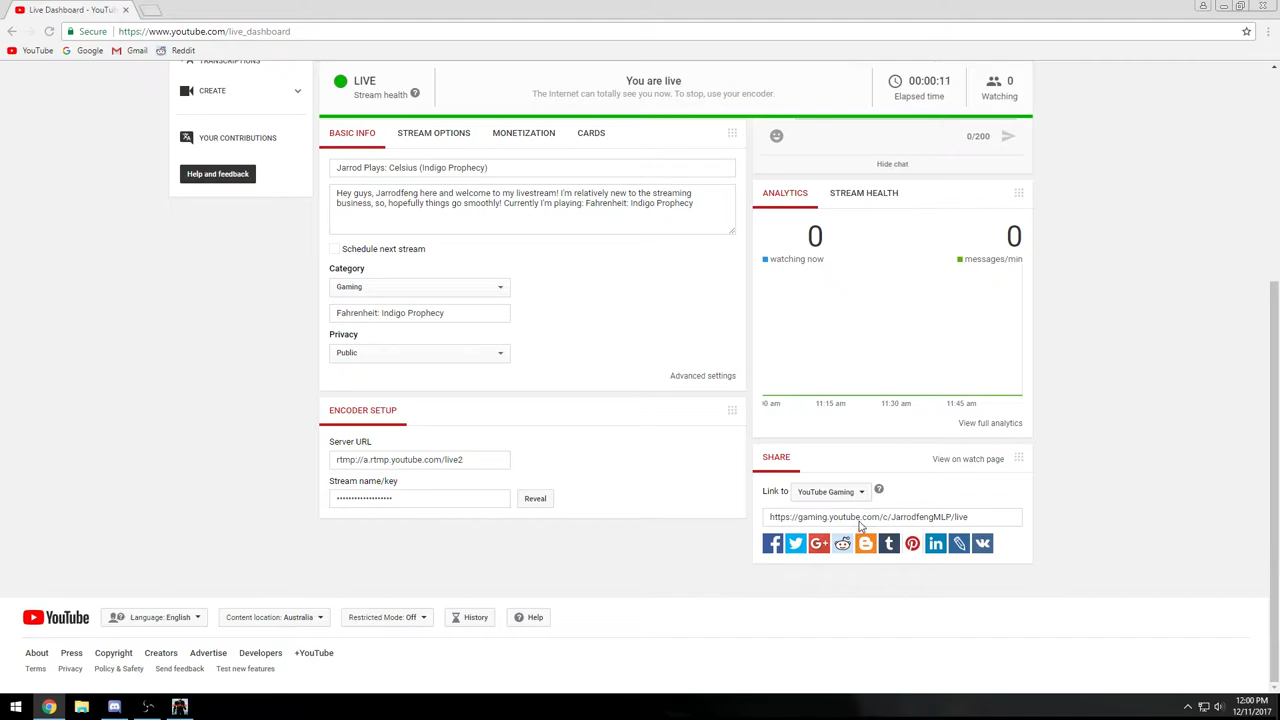 Live Dashboard - YouTu
Secure
https://www.youtube.com/live_dashboard
YouTube
Google
Gmail
Reddit
TRANSCRIPTIONS
CREATE
YOUR CONTRIBUTIONS
Help and feedback
LIVE
Stream health
You are live
The Internet can totally see you now. To stop, use your encoder.
00:00:11
Elapsed time
0
Watching
BASIC INFO
STREAM OPTIONS
MONETIZATION
CARDS
Jarrod Plays: Celsius (Indigo Prophecy)
Hey guys, Jarrodfeng here and welcome to my livestream! I'm relatively new to the streaming
business, so, hopefully things go smoothly! Currently I'm playing: Fahrenheit: Indigo Prophecy
Schedule next stream
Category
Gaming
Fahrenheit: Indigo Prophecy
Privacy
Public
Advanced settings
ENCODER SETUP
Server URL
rtmp://a.rtmp.youtube.com/live2
Stream name/key
Reveal
0/200
Hide chat
ANALYTICS
STREAM HEALTH
0
watching now
0
messages/min
00 am
11:15 am
11:30 am
11:45 am
View full analytics
SHARE
View on watch page
Link to
YouTube Gaming
https://gaming.youtube.com/c/JarrodfengMLP/live
YouTube
Language: English
Content location: Australia
Restricted Mode: Off
History
Help
About
Press
Copyright
Creators
Advertise
Developers
+YouTube
Terms
Privacy
Policy & Safety
Send feedback
Test new features
12:00 PM
12/11/2017